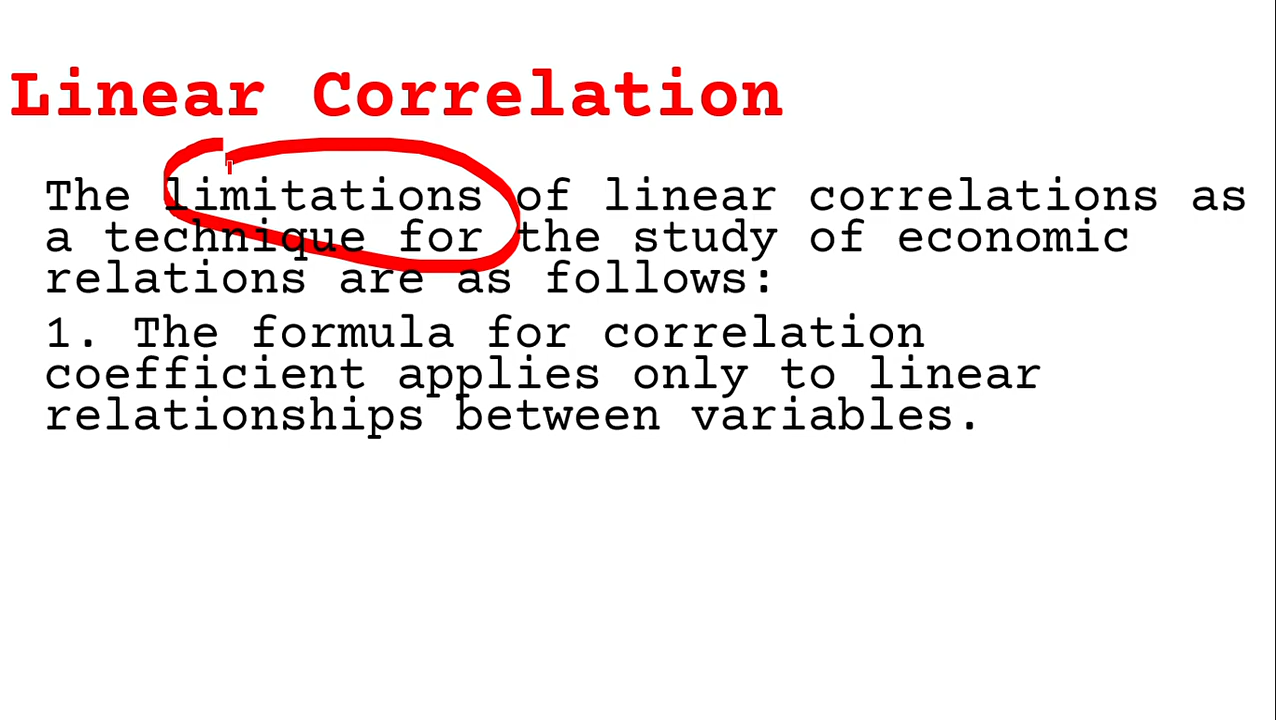 Linear Correlation
The limitations of linear correlations as
a technique for the study of economic
relations are as follows:
1. The formula for correlation
coefficient applies only to linear
relationships between variables.